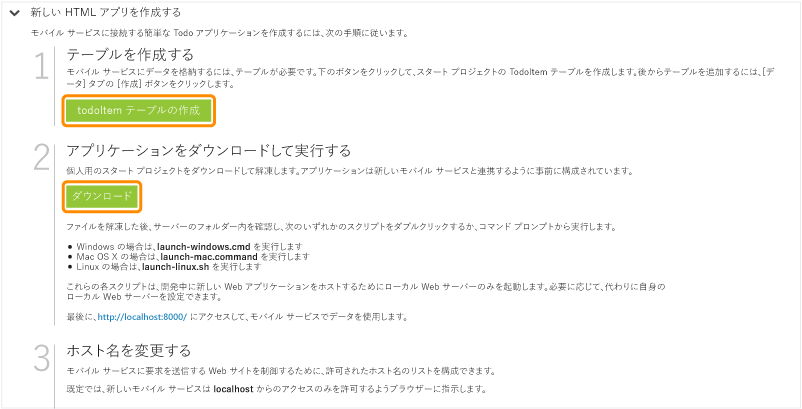 新しい HTML アプリを作成する
モバイル サービスに接続する簡単な Todo アプリケーションを作成するには、次の手順に従います。
1
テーブルを作成する
モバイル サービスにデータを格納するには、テーブルが必要です。下のボタンをクリックして、スタート プロジェクトの TodoItem テーブルを作成します。後からテーブルを追加するには、[デ
ータ] タブの [作成] ボタンをクリックします。
todoItem テーブルの作成
2
アプリケーションをダウンロードして実行する
個人用のスタート プロジェクトをダウンロードして解凍します。アプリケーションは新しいモバイル サービスと連携するように事前に構成されています。
ダウンロード
ファイルを解凍した後、サーバーのフォルダー内を確認し、次のいずれかのスクリプトをダブルクリックするか、コマンド プロンプトから実行します。
● Windows の場合は、launch-windows.cmd を実行します
● Mac OS X の場合は、launch-mac.command を実行します
● Linux の場合は、launch-linux.sh を実行します
これらの各スクリプトは、開発中に新しい Web アプリケーションをホストするためにローカル Web サーバーのみを起動します。必要に応じて、代わりに自身の
ローカル Web サーバーを設定できます。
最後に、http://localhost:8000/ にアクセスして、モバイル サービスでデータを使用します。
3
ホスト名を変更する
モバイル サービスに要求を送信する Web サイトを制御するために、許可されたホスト名のリストを構成できます。
既定では、新しいモバイル サービスは localhost からのアクセスのみを許可するようブラウザーに指示します。